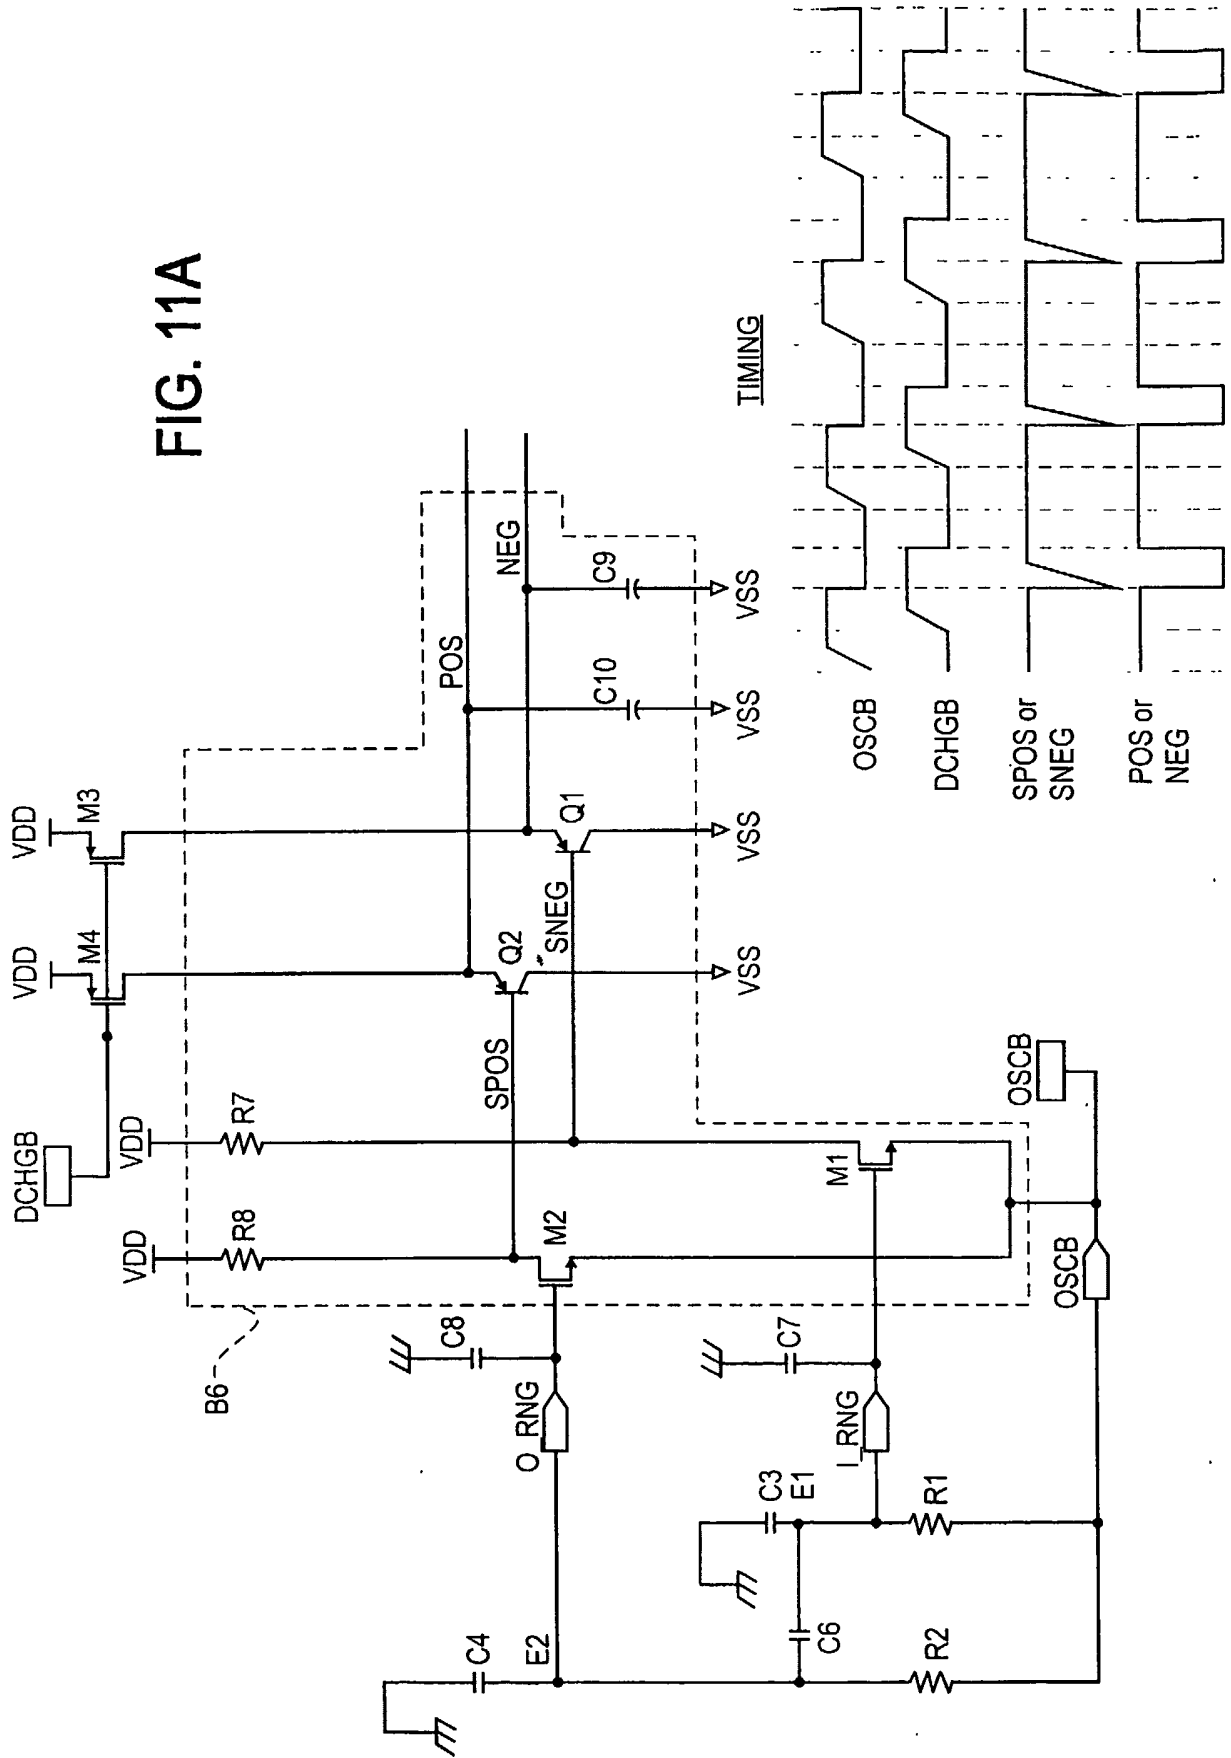 FIG. 11A
DCHGB
VDD
VDD
VDD
VDD
M4
M3
R8
R7
B6
SPOS
Q2
SNEG
Q1
POS
NEG
C10
C9
VSS
VSS
VSS
VSS
C8
O_RNG
M2
C4
E2
C7
I_RNG
M1
C3
E1
C6
R2
R1
OSCB
OSCB
TIMING
OSCB
DCHGB
SPOS or
SNEG
POS or
NEG